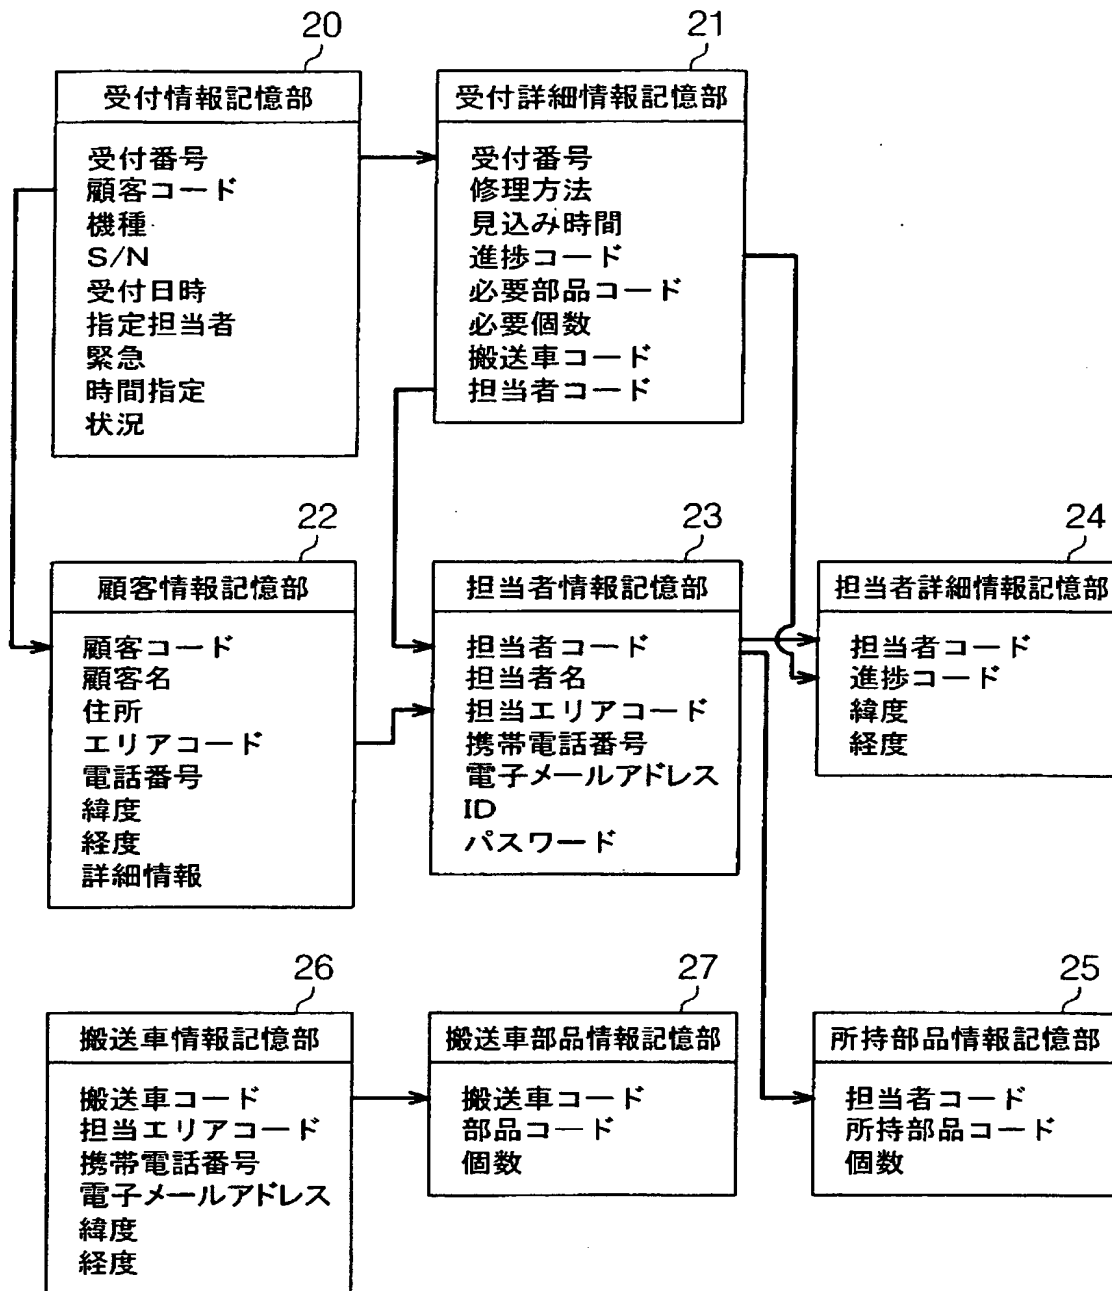 20
受付情報記憶部
受付番号
顧客コード
機種
S/N
受付日時
指定担当者
緊急
時間指定
状況
21
受付詳細情報記憶部
受付番号
修理方法
見込み時間
進捗コード
必要部品コード
必要個数
搬送車コード
担当者コード
22
顧客情報記憶部
顧客コード
顧客名
住所
エリアコード
電話番号
緯度
経度
詳細情報
23
担当者情報記憶部
担当者コード
担当者名
担当エリアコード
携帯電話番号
電子メールアドレス
ID
パスワード
24
担当者詳細情報記憶部
担当者コード
進捗コード
緯度
経度
26
搬送車情報記憶部
搬送車コード
担当エリアコード
携帯電話番号
電子メールアドレス
緯度
経度
27
搬送車部品情報記憶部
搬送車コード
部品コード
個数
25
所持部品情報記憶部
担当者コード
所持部品コード
個数